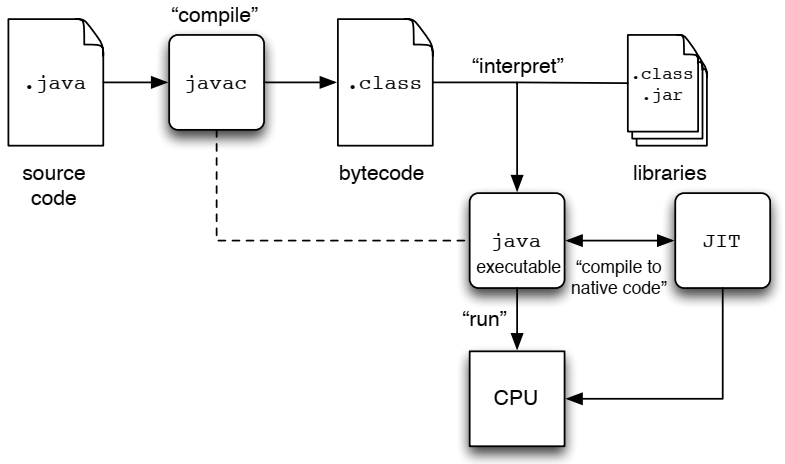 “compile”
.java
javac
.class
“interpret”
.class
.jar
source
code
bytecode
libraries
java
executable
“compile to
native code”
JIT
“run”
CPU